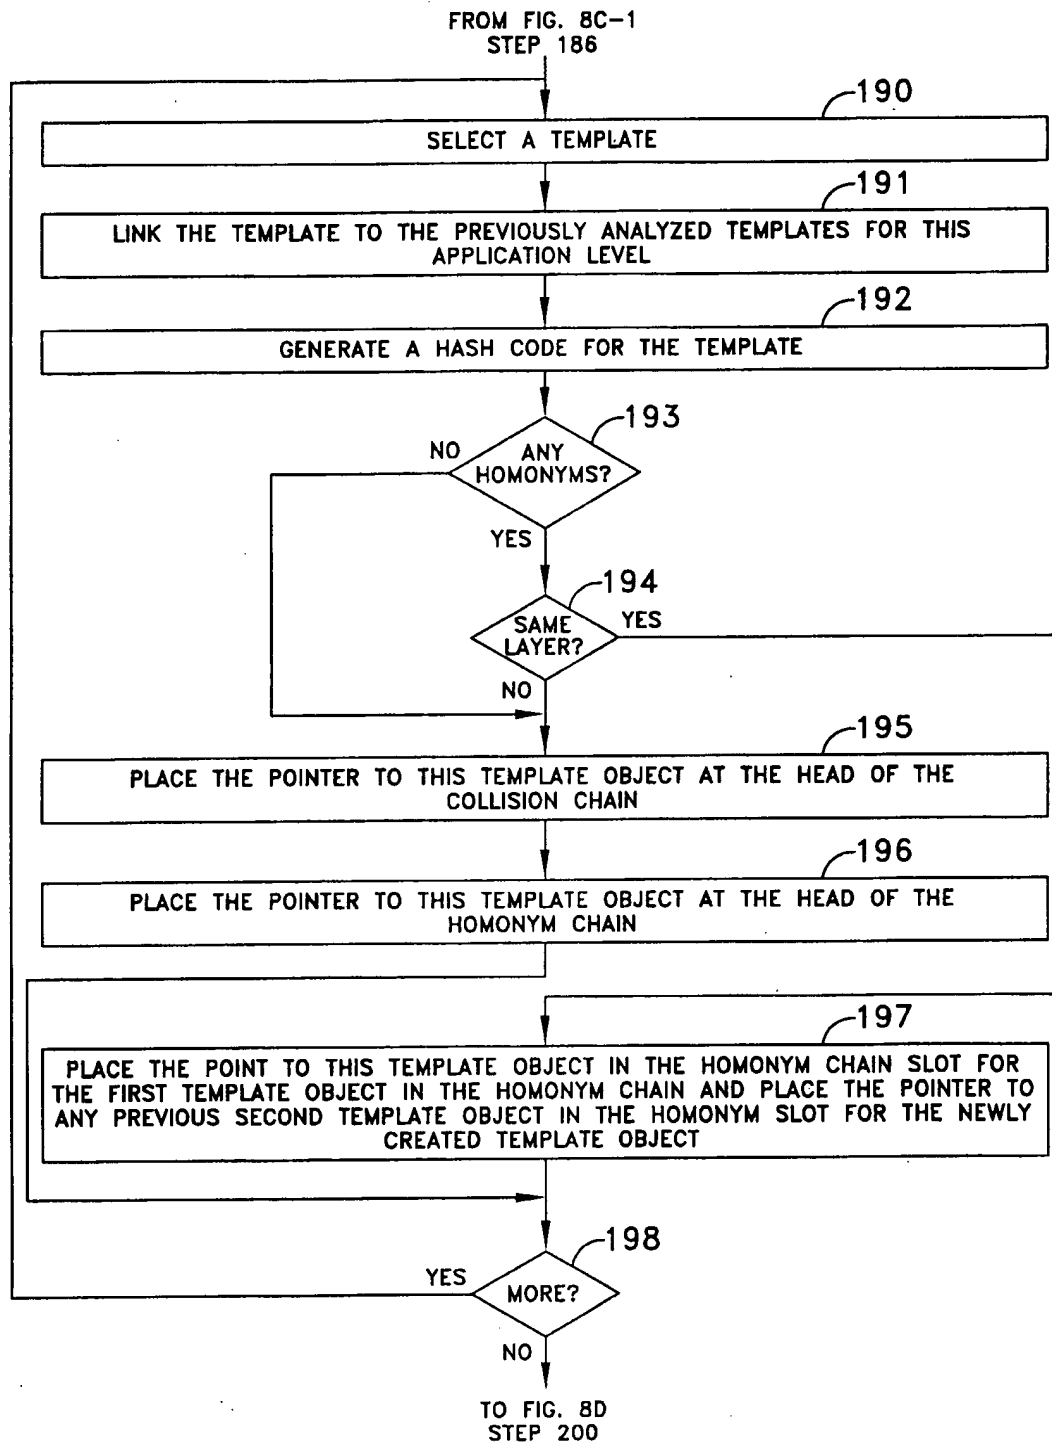 FROM FIG. 8C-1
STEP 186
190
SELECT A TEMPLATE
191
LINK THE TEMPLATE TO THE PREVIOUSLY ANALYZED TEMPLATES FOR THIS
APPLICATION LEVEL
192
GENERATE A HASH CODE FOR THE TEMPLATE
193
NO
ANY
HOMONYMS?
YES
194
SAME
LAYER?
YES
NO
195
PLACE THE POINTER TO THIS TEMPLATE OBJECT AT THE HEAD OF THE
COLLISION CHAIN
196
PLACE THE POINTER TO THIS TEMPLATE OBJECT AT THE HEAD OF THE
HOMONYM CHAIN
197
PLACE THE POINT TO THIS TEMPLATE OBJECT IN THE HOMONYM CHAIN SLOT FOR
THE FIRST TEMPLATE OBJECT IN THE HOMONYM CHAIN AND PLACE THE POINTER TO
ANY PREVIOUS SECOND TEMPLATE OBJECT IN THE HOMONYM SLOT FOR THE NEWLY
CREATED TEMPLATE OBJECT
198
YES
MORE?
NO
TO FIG. 8D
STEP 200